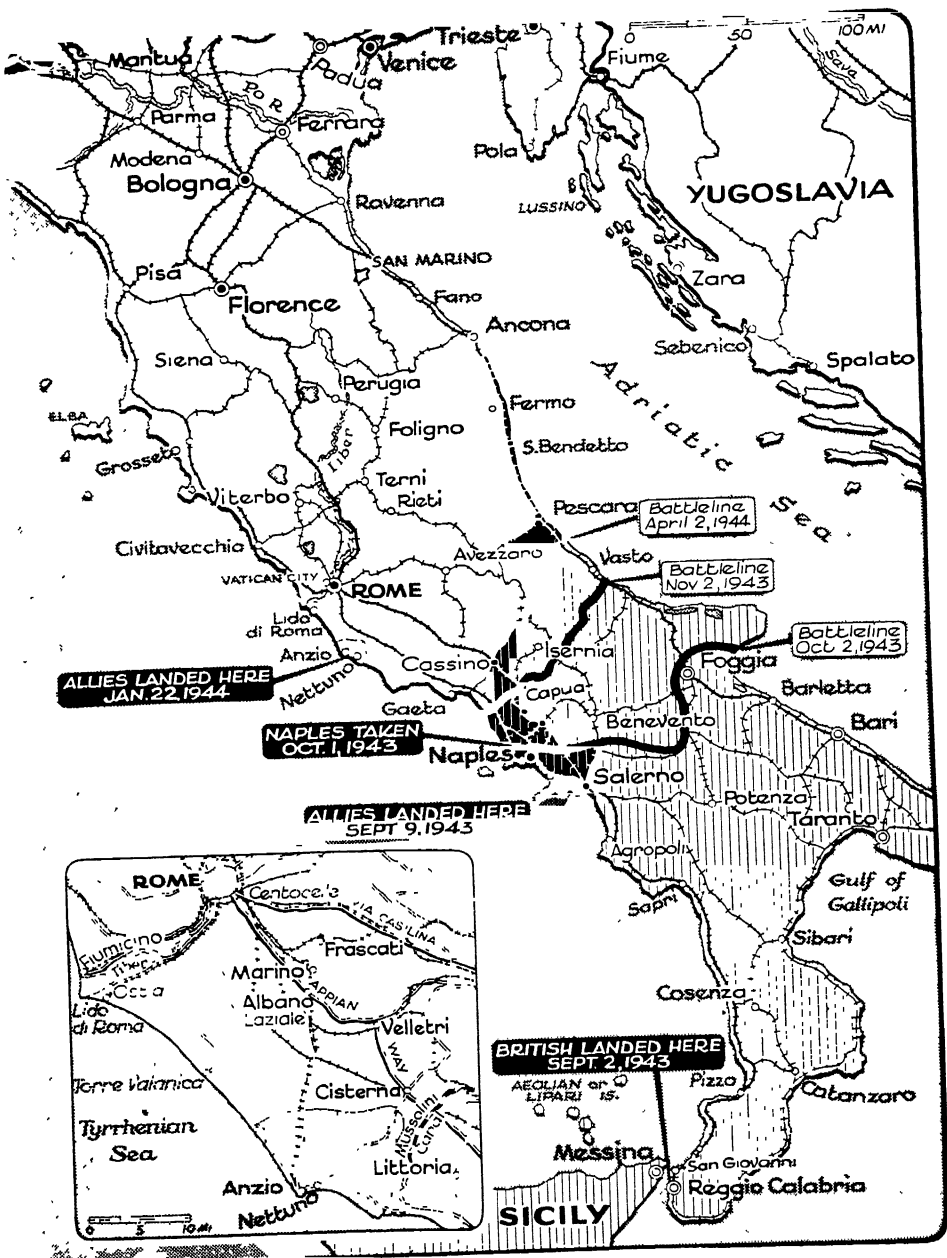 Trieste
0 50 100 MI
Fiume
Sava
Mantua
Padua
Venice
Po R.
Parma
Ferrara
Modena
Bologna
Pola
LUSSINO
YUGOSLAVIA
Ravenna
SAN MARINO
Pisa
Florence
Fano
Zara
Ancona
Sebenico
Spalato
Siena
Perugia
Adriatic Sea
ELBA
Fermo
Foligno
Grosseto
S. Bendetto
Terni
Rieti
Viterbo
Pescara
Battleline
April 2, 1944
Civitavecchia
Avezzano
Vasto
Battleline
Nov 2, 1943
VATICAN CITY
ROME
Lido
di Roma
Battleline
Oct 2, 1943
Anzio
Nettuno
Cassino
Isernia
Foggia
ALLIES LANDED HERE
JAN. 22, 1944
Gaeta
Capua
Barletta
NAPLES TAKEN
OCT. 1, 1943
Benevento
Bari
Naples
Salerno
ALLIES LANDED HERE
SEPT 9, 1943
Potenza
Taranto
Agropoli
Sapri
Gulf of
Gallipoli
Sibari
Cosenza
BRITISH LANDED HERE
SEPT. 2, 1943
Pizzo
Catanzaro
AEOLIAN or
LIPARI IS.
Messina
San Giovanni
Reggio Calabria
SICILY
ROME
Centocele
VIA CASILINA
Fiumicino
Tiber
Ostia
Frascati
Marino
APPIAN WAY
Lido
di Roma
Albano
Laziale
Velletri
Torre Vaianica
Cisterna
Mussolini
Canal
Tyrrhenian
Sea
Littoria
Anzio
Nettuno
0 5 10 MI